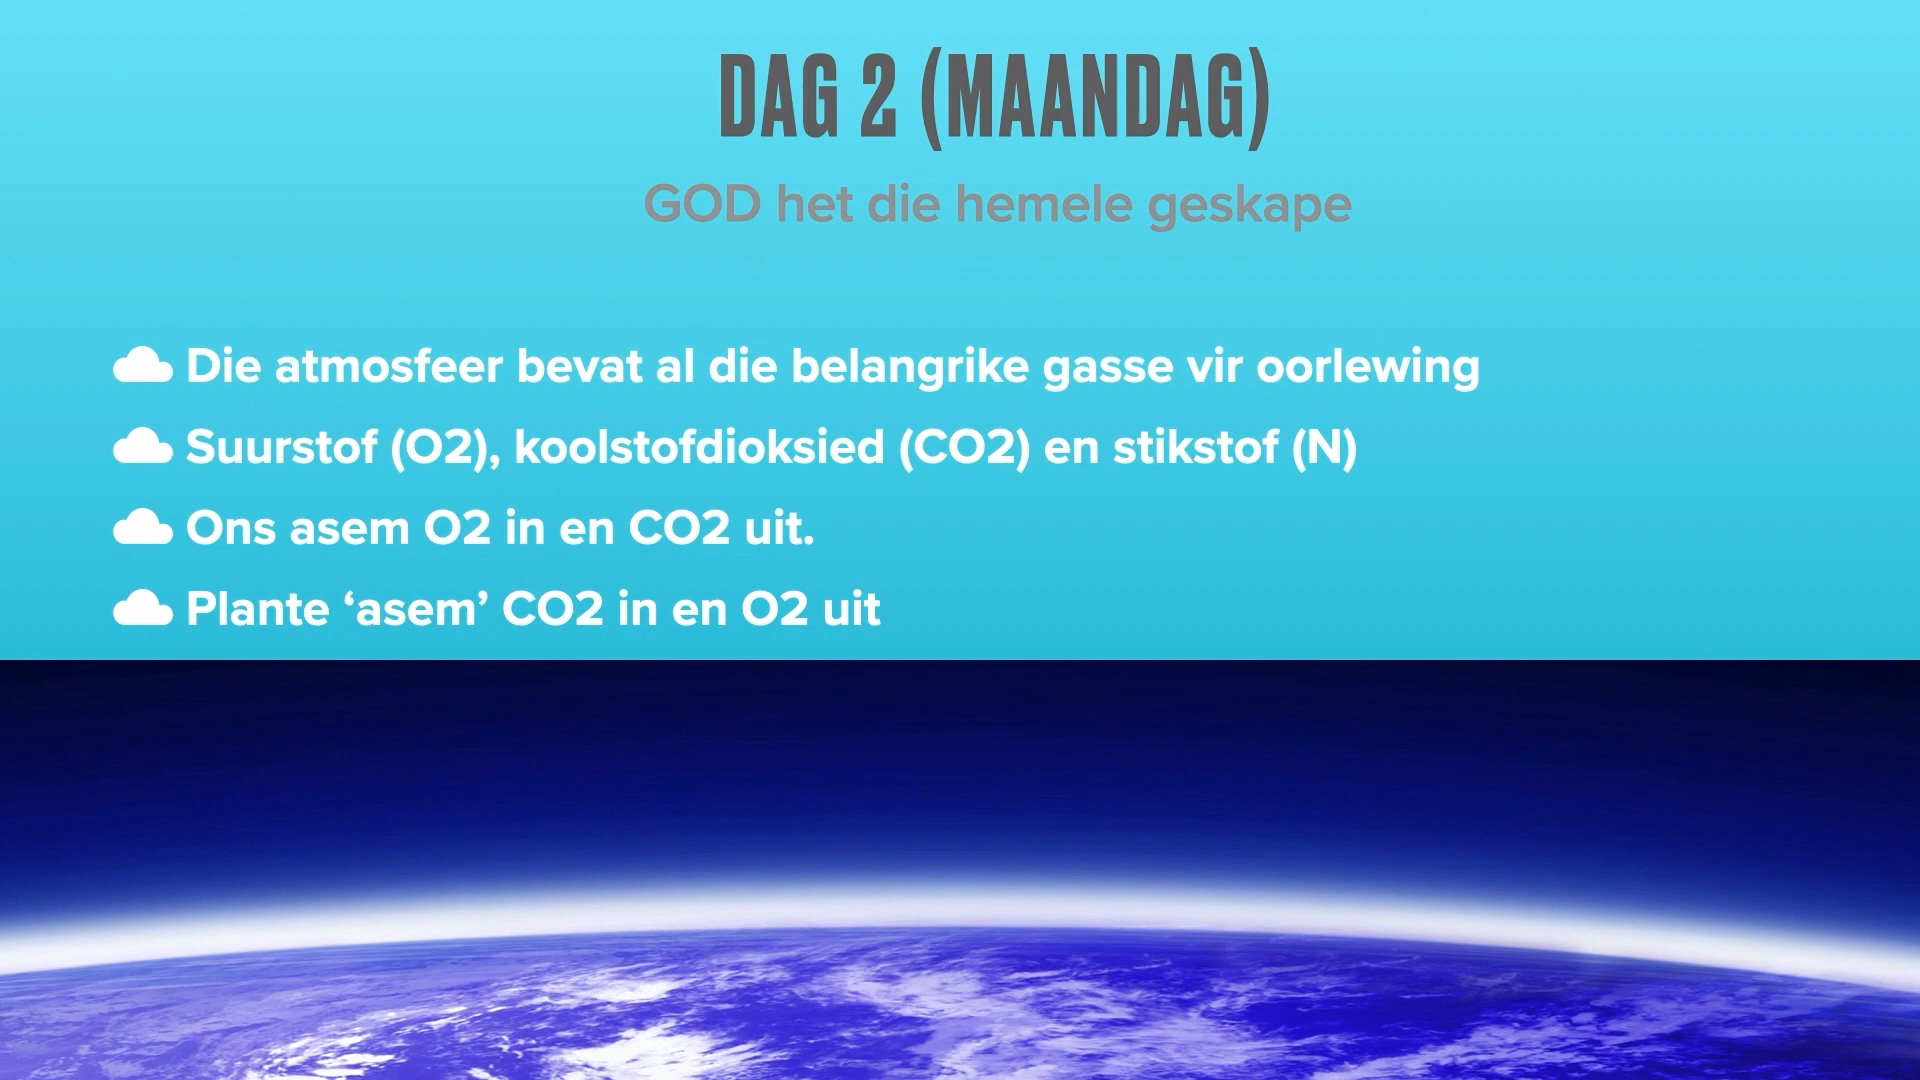 DAG 2 (MAANDAG)
GOD het die hemele geskape
Die atmosfeer bevat al die belangrike gasse vir oorlewing
Suurstof (O2), koolstofdioksied (CO2) en stikstof (N)
Ons asem O2 in en CO2 uit.
Plante ‘asem’ CO2 in en O2 uit